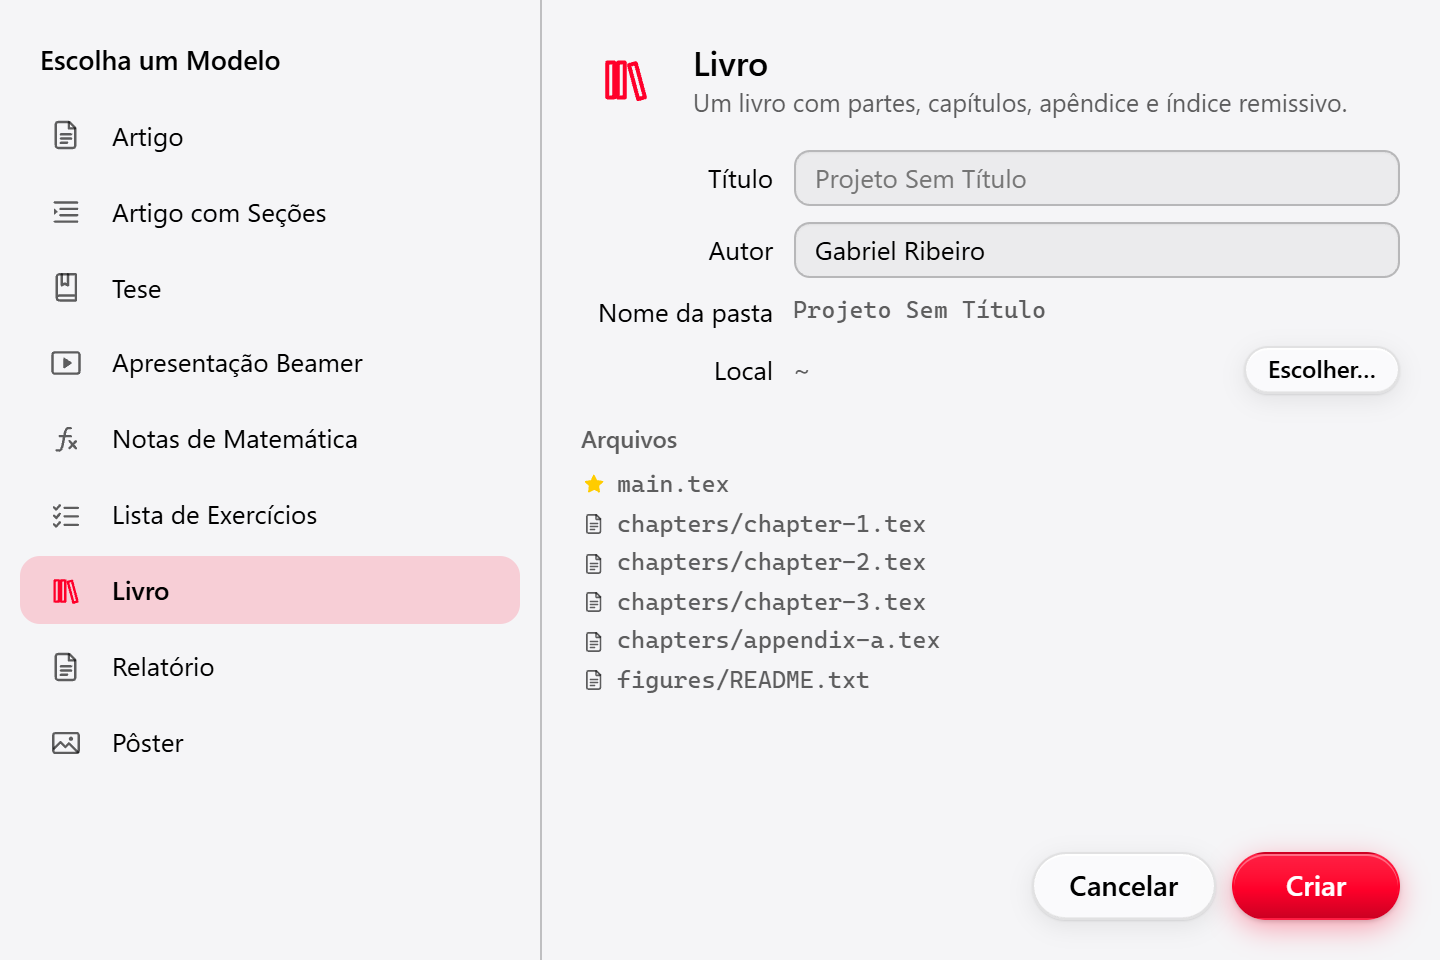 Escolha um Modelo
Artigo
Artigo com Seções
Tese
Apresentação Beamer
Notas de Matemática
Lista de Exercícios
Livro
Relatório
Pôster
Livro
Um livro com partes, capítulos, apêndice e índice remissivo.
Título Projeto Sem Título
Autor Gabriel Ribeiro
Nome da pasta Projeto Sem Título
Local ~ Escolher...
Arquivos
main.tex
chapters/chapter-1.tex
chapters/chapter-2.tex
chapters/chapter-3.tex
chapters/appendix-a.tex
figures/README.txt
Cancelar Criar